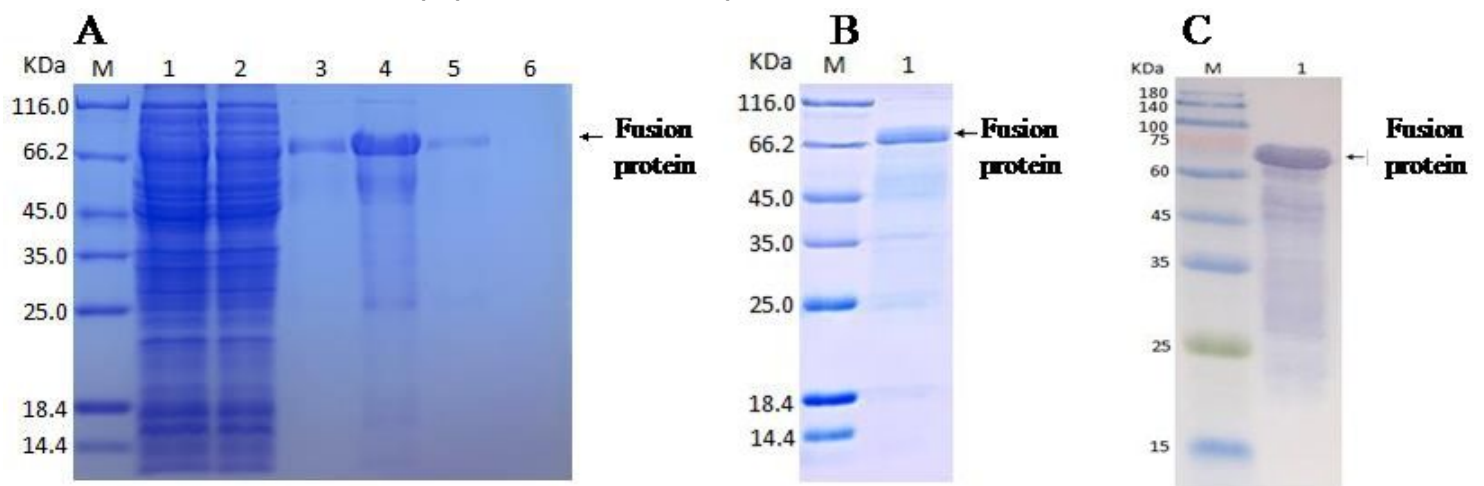 A
KDa M 1 2 3 4 5 6
116.0
66.2
45.0
35.0
25.0
18.4
14.4
← Fusion
protein
B
KDa M 1
116.0
66.2
45.0
35.0
25.0
18.4
14.4
←Fusion
protein
C
KDa M 1
180
140
100
75
60
45
35
25
15
← Fusion
protein